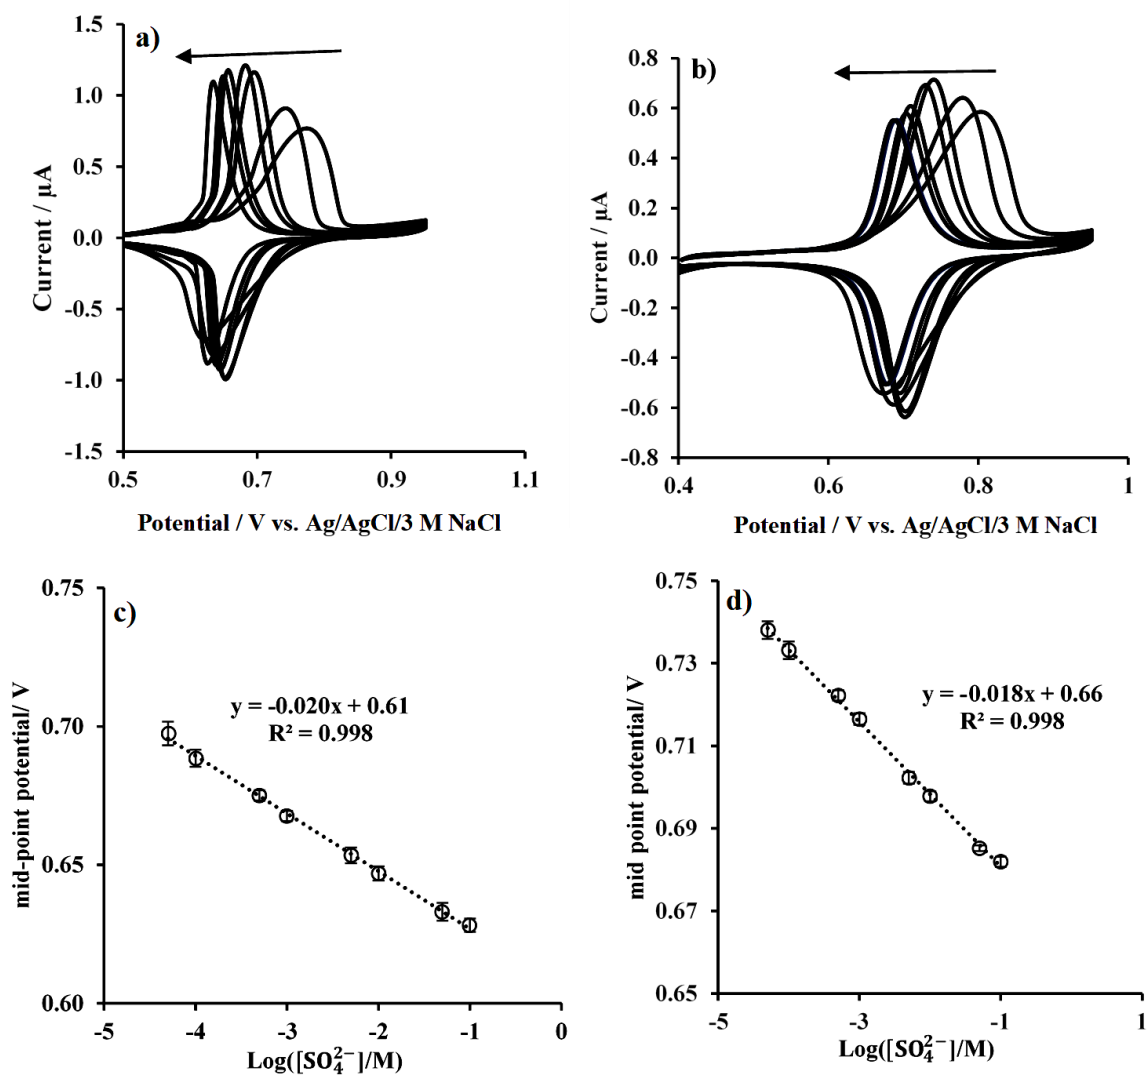 a)
1.5
1.0
0.5
0.0
-0.5
-1.0
-1.5
Current / µA
0.5 0.7 0.9 1.1
Potential / V vs. Ag/AgCl/3 M NaCl
b)
0.8
0.6
0.4
0.2
0.0
-0.2
-0.4
-0.6
-0.8
Current / µA
0.4 0.6 0.8 1
Potential / V vs. Ag/AgCl/3 M NaCl
c)
0.75
0.70
0.65
0.60
mid-point potential/ V
y = -0.020x + 0.61
R² = 0.998
-5 -4 -3 -2 -1 0
Log([SO₄²⁻]/M)
d)
0.75
0.73
0.71
0.69
0.67
0.65
mid point potential/ V
y = -0.018x + 0.66
R² = 0.998
-5 -3 -1 1
Log([SO₄²⁻]/M)